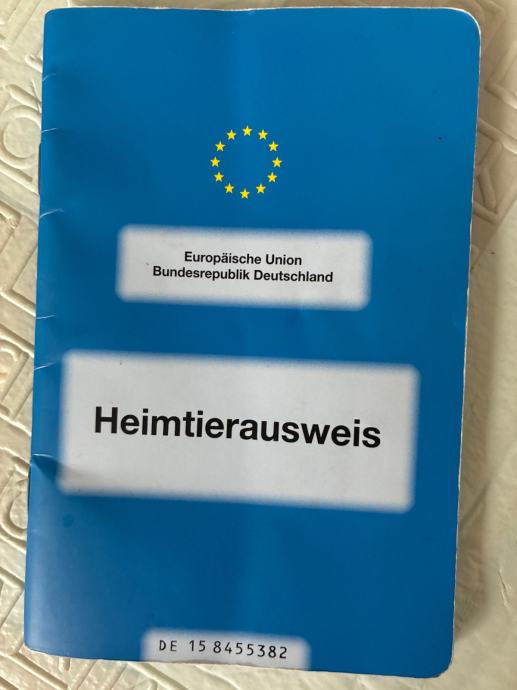 Europäische Union
Bundesrepublik Deutschland
Heimtierausweis
DE 15 8455382